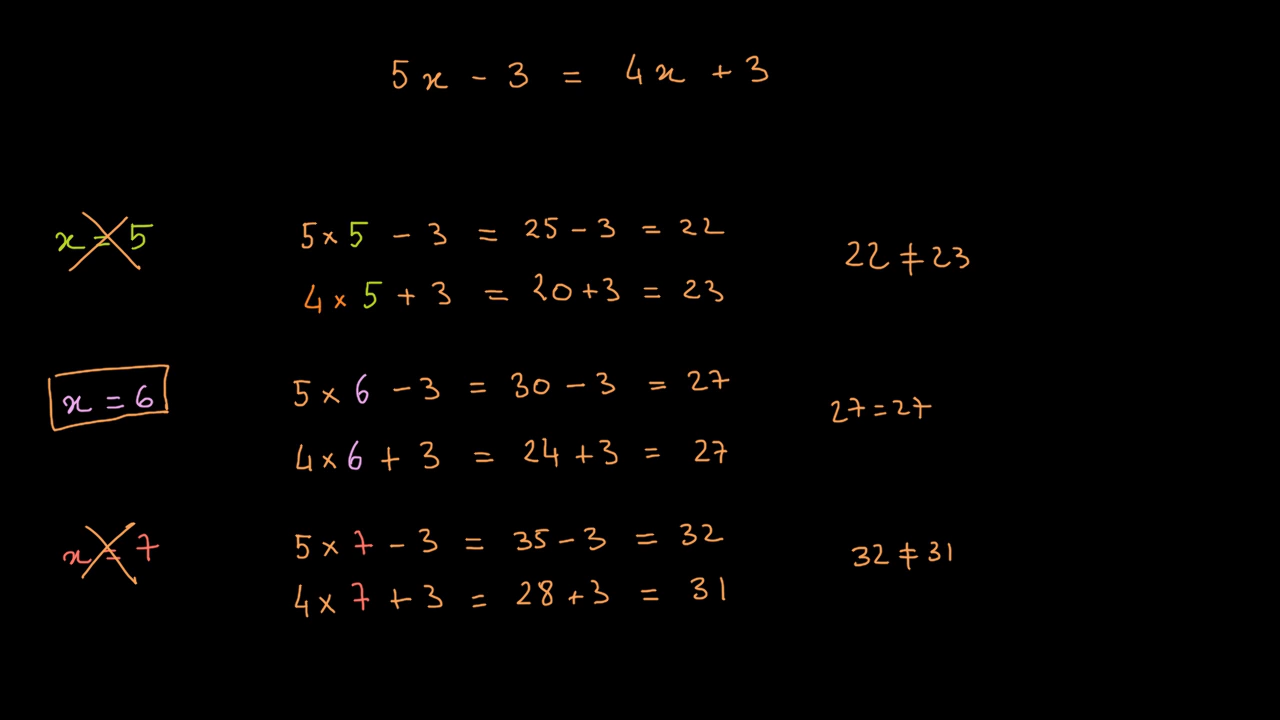 5x - 3 = 4x + 3
x = 5
5 × 5 - 3 = 25 - 3 = 22
22 ≠ 23
4 × 5 + 3 = 20 + 3 = 23
x = 6
5 × 6 - 3 = 30 - 3 = 27
27 = 27
4 × 6 + 3 = 24 + 3 = 27
x = 7
5 × 7 - 3 = 35 - 3 = 32
32 ≠ 31
4 × 7 + 3 = 28 + 3 = 31